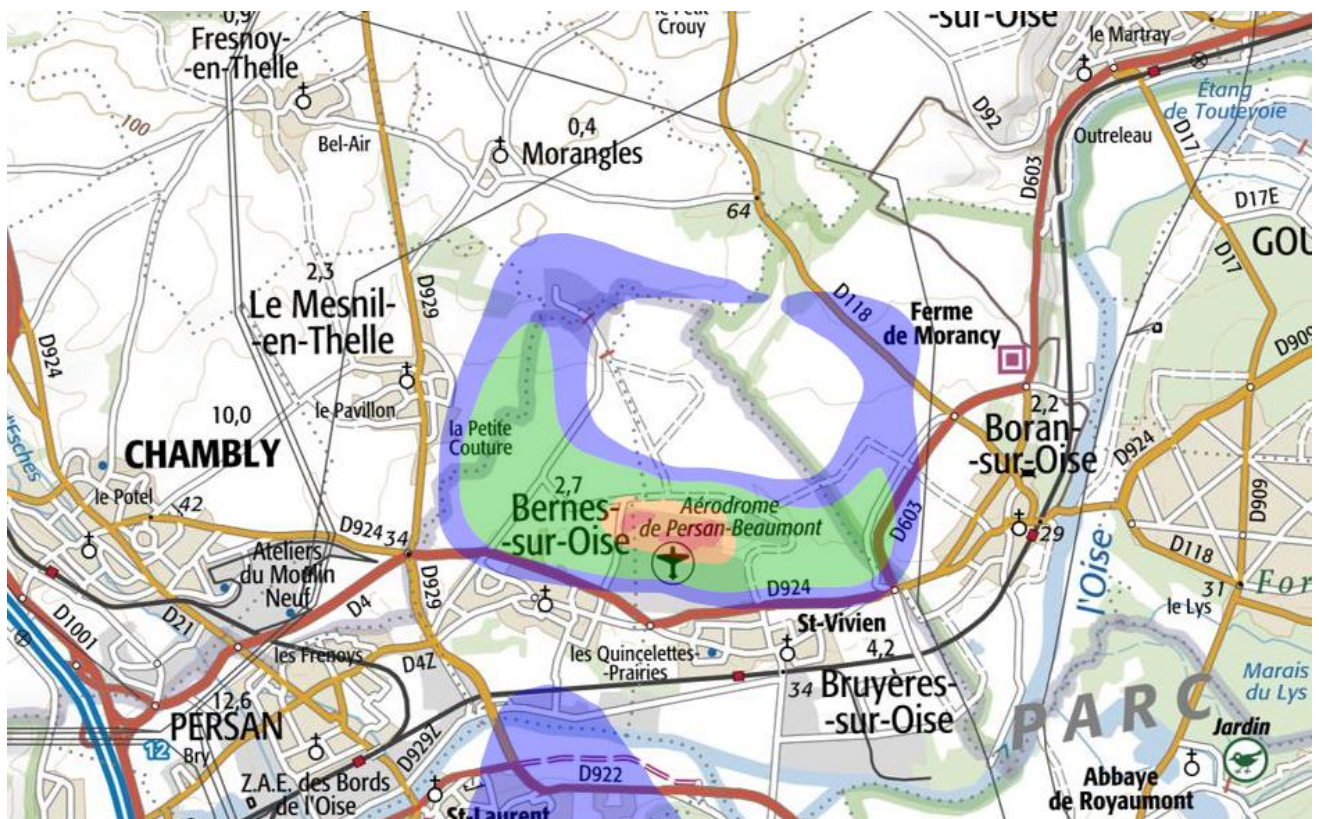 0,9
Fresnoy-
-en-Thelle
100
Bel-Air
0,4
Morangles
Crouy
-sur-Oise
le Martray
Étang
de Toutevoie
D92
Outreleau
D17
D603
D17E
64
D17
GOU
2,3
Le Mesnil-
-en-Thelle
D929
D118
Ferme
de Morancy
D924
D909
le Pavillon
10,0
CHAMBLY
la Petite
Couture
2,2
Boran-
-sur-Oise
D924
l'Esches
le Potel
42
D924
34
2,7
Bernes-
-sur-Oise
Aérodrome
de Persan-Beaumont
D603
D909
29
D118
Ateliers
du Moulin
Neuf
D929
D924
l'Oise
31
le Lys
For
D1001
D21
D4
les Frenoys
D4Z
St-Vivien
les Quincelettes-
-Prairies
4,2
34
Bruyères-
-sur-Oise
Marais
du Lys
12,6
PERSAN
Bry
12
D929Z
PARC
Jardin
Z.A.E. des Bords
de l'Oise
D922
St-Laurent
Abbaye
de Royaumont